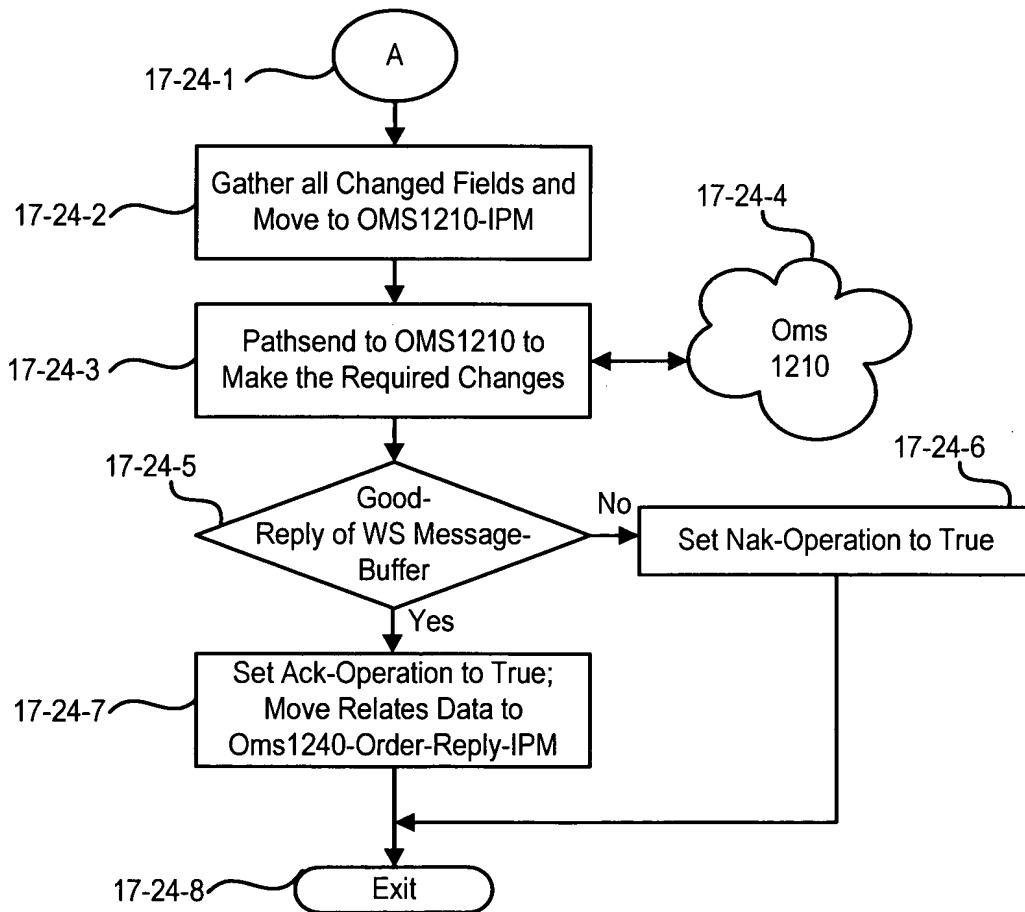 A
17-24-1
Gather all Changed Fields and
Move to OMS1210-IPM
17-24-2
17-24-4
Pathsend to OMS1210 to
Make the Required Changes
17-24-3
Oms
1210
17-24-5
17-24-6
Good-
Reply of WS Message-
Buffer
No
Set Nak-Operation to True
Yes
Set Ack-Operation to True;
Move Relates Data to
Oms1240-Order-Reply-IPM
17-24-7
Exit
17-24-8